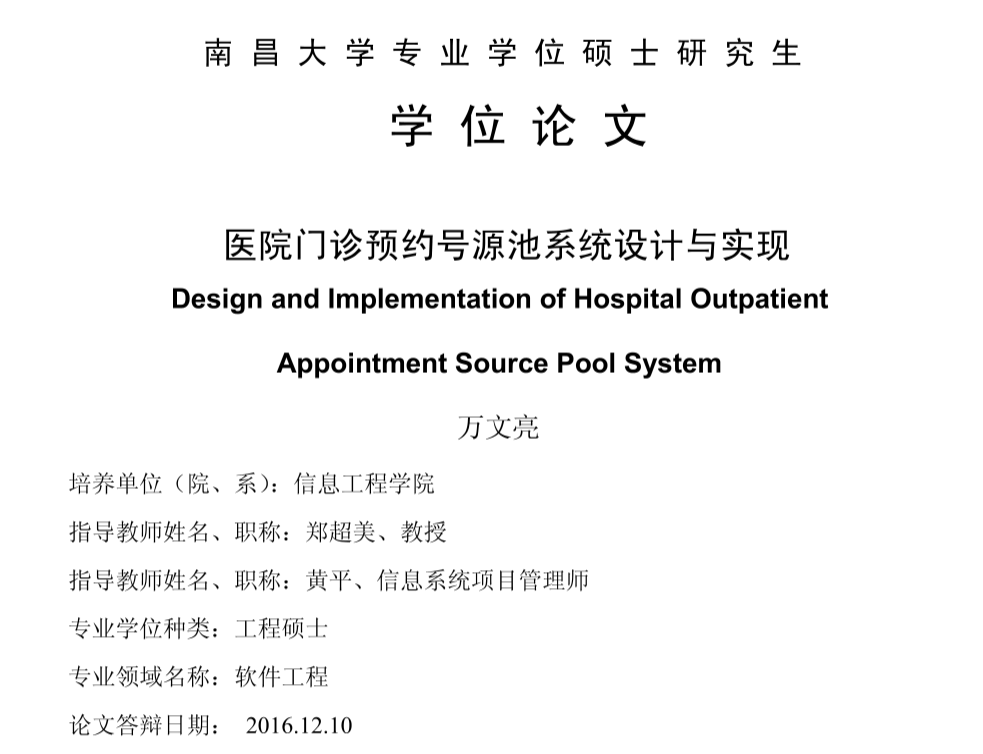 南昌大学专业学位硕士研究生
学位论文
医院门诊预约号源池系统设计与实现
Design and Implementation of Hospital Outpatient
Appointment Source Pool System
万文亮
培养单位（院、系）：信息工程学院
指导教师姓名、职称：郑超美、教授
指导教师姓名、职称：黄平、信息系统项目管理师
专业学位种类：工程硕士
专业领域名称：软件工程
论文答辩日期： 2016.12.10